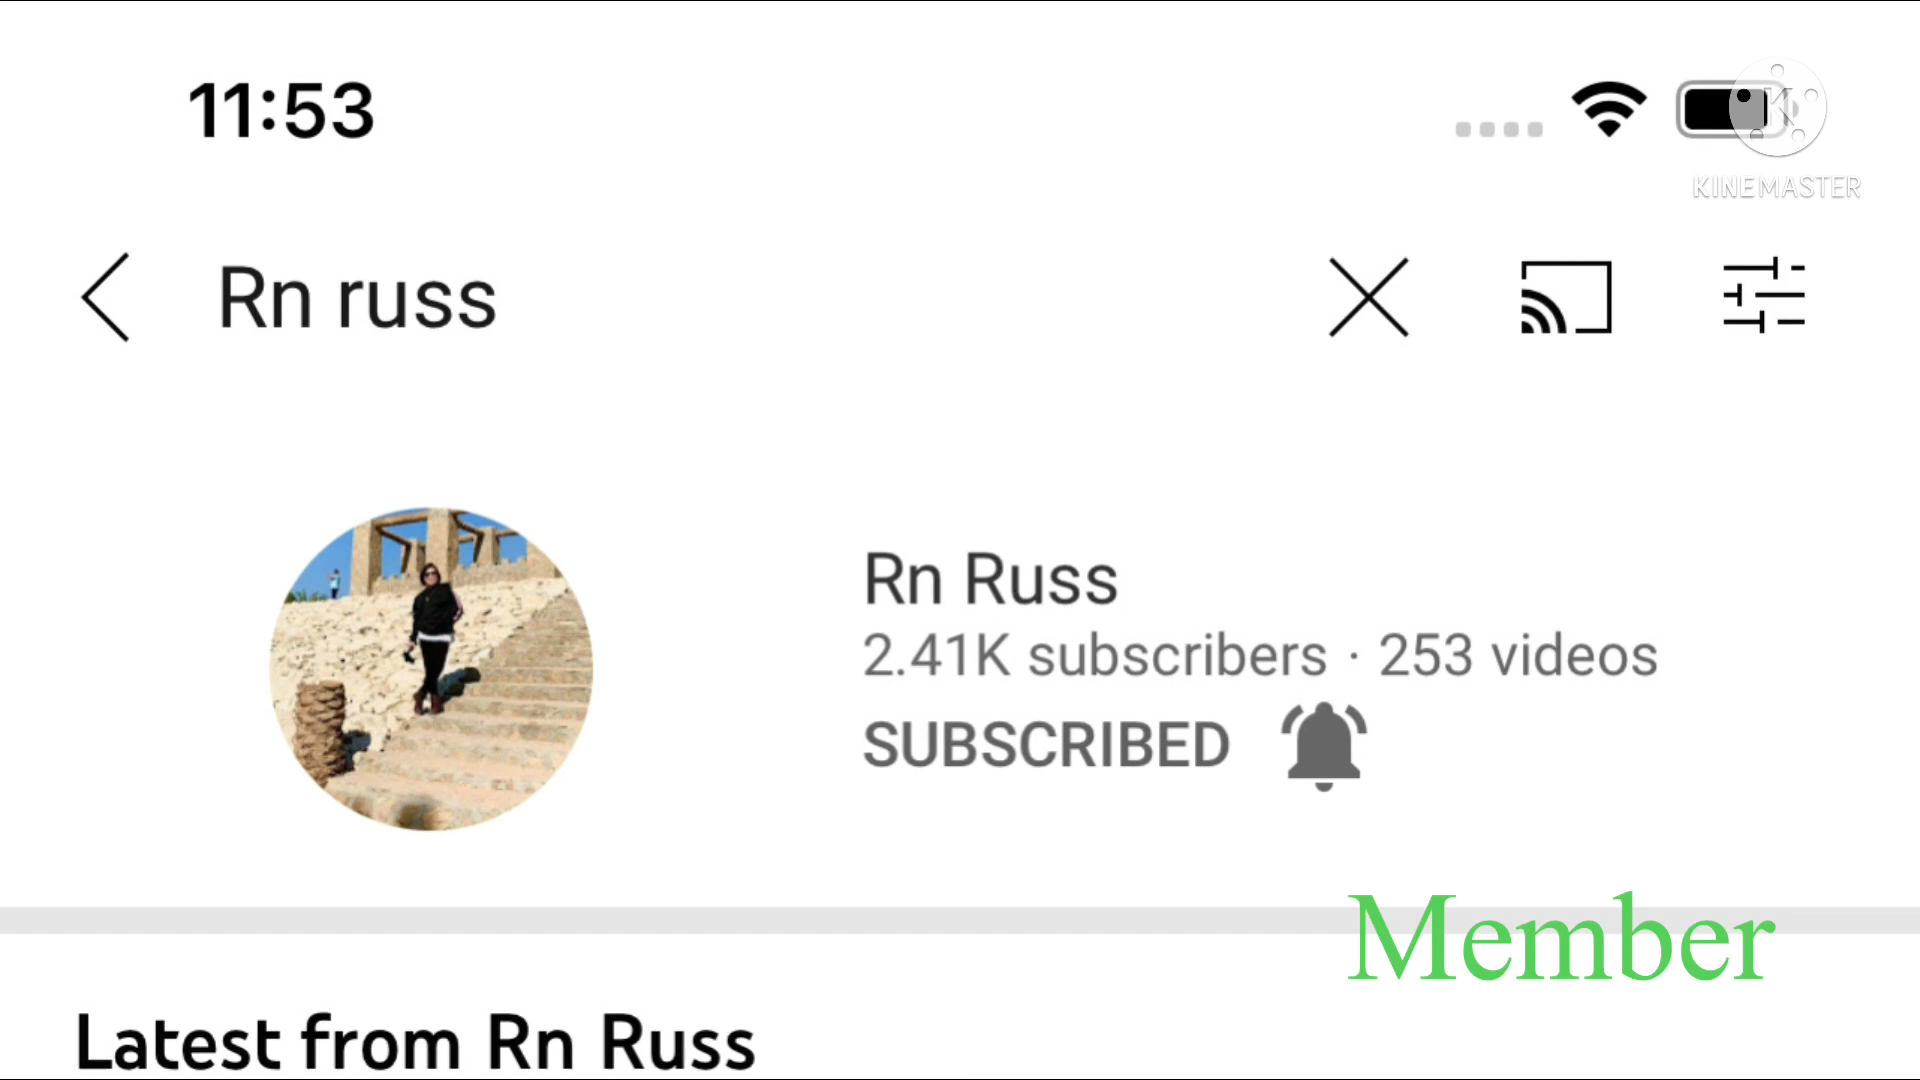 11:53
KINEMASTER
Rn russ
Rn Russ
2.41K subscribers · 253 videos
SUBSCRIBED
Member
Latest from Rn Russ